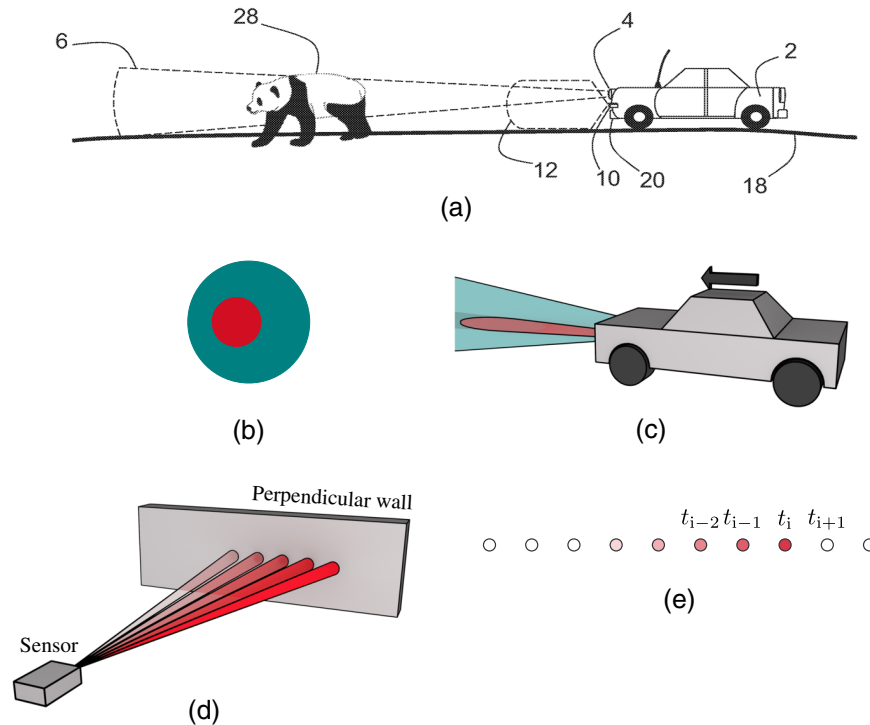 6
28
4
2
12
10
20
18
(a)
(b)
(c)
Perpendicular wall
Sensor
(d)
t_{i-2} t_{i-1} t_i t_{i+1}
(e)